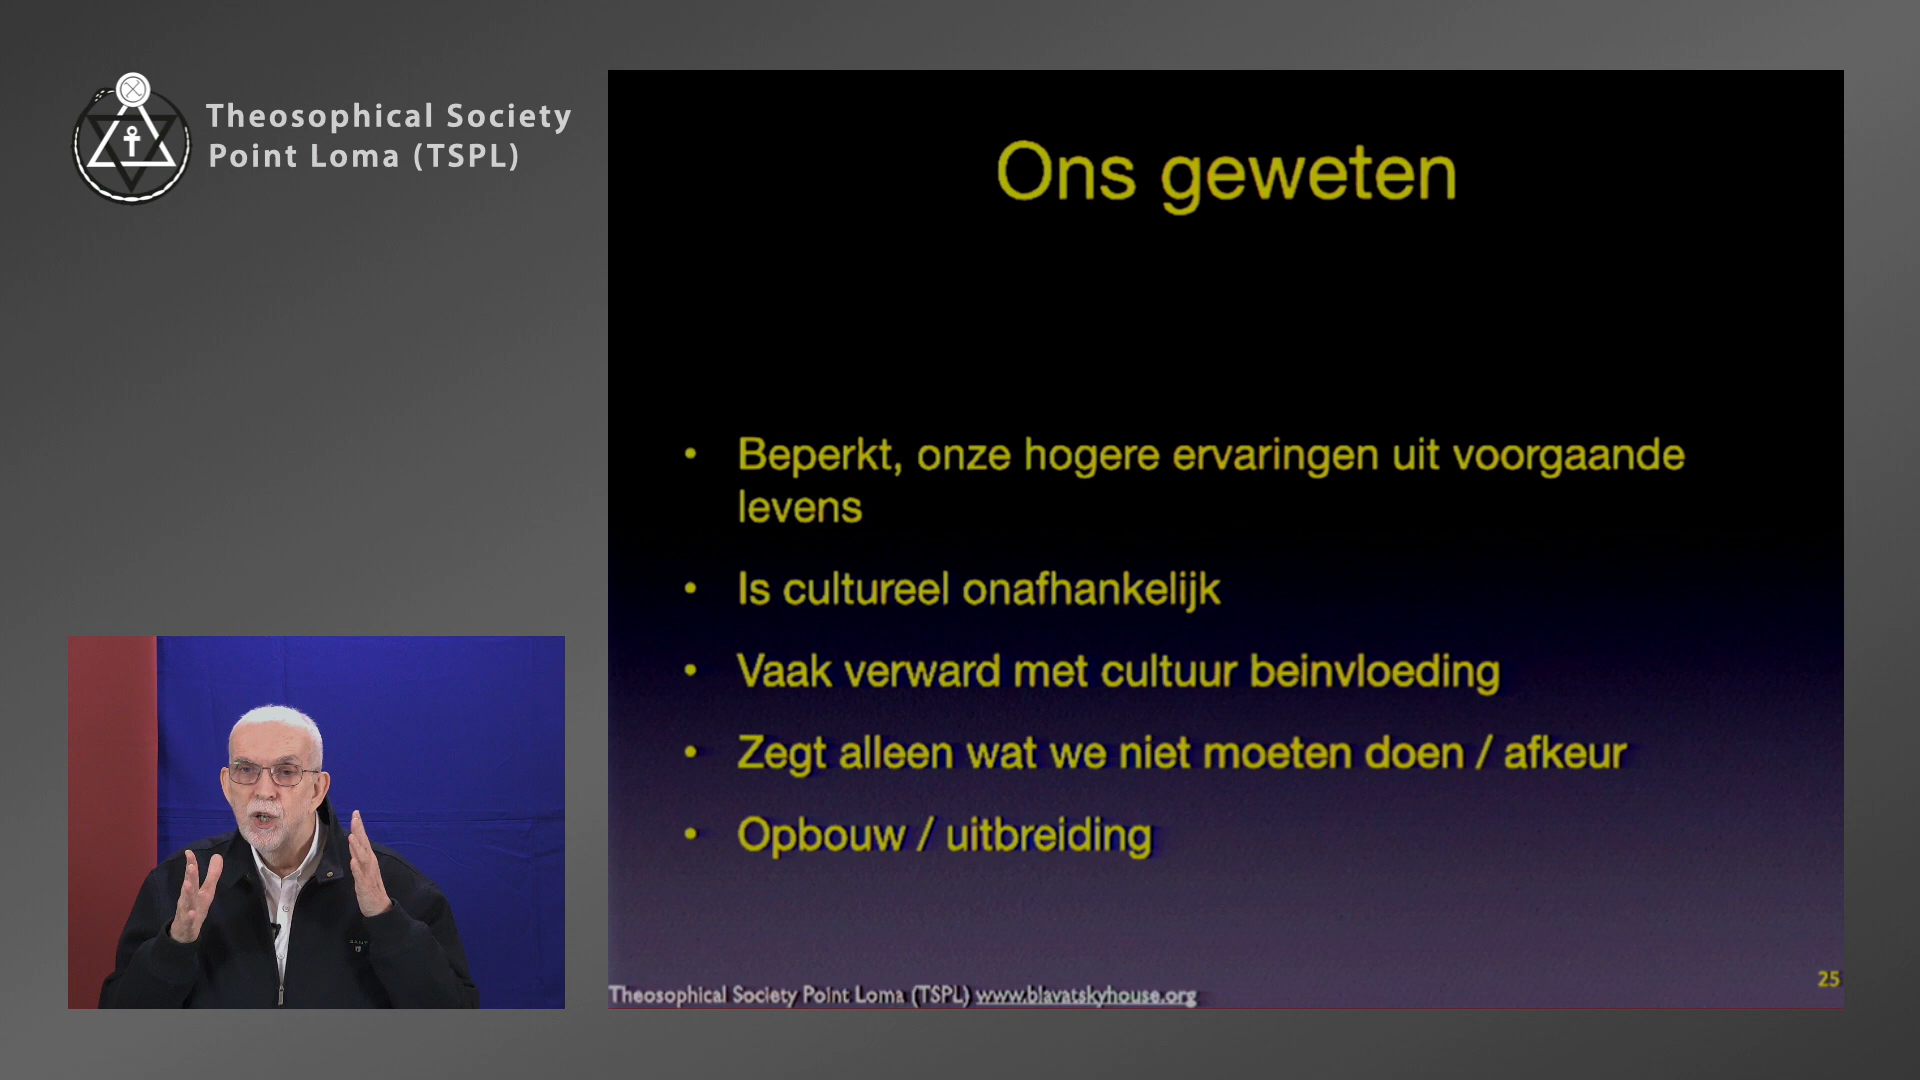 Theosophical Society
Point Loma (TSPL)
Ons geweten
• Beperkt, onze hogere ervaringen uit voorgaande
levens
• Is cultureel onafhankelijk
• Vaak verward met cultuur beinvloeding
• Zegt alleen wat we niet moeten doen / afkeur
• Opbouw / uitbreiding
Theosophical Society Point Loma (TSPL) www.blavatskyhouse.org
25